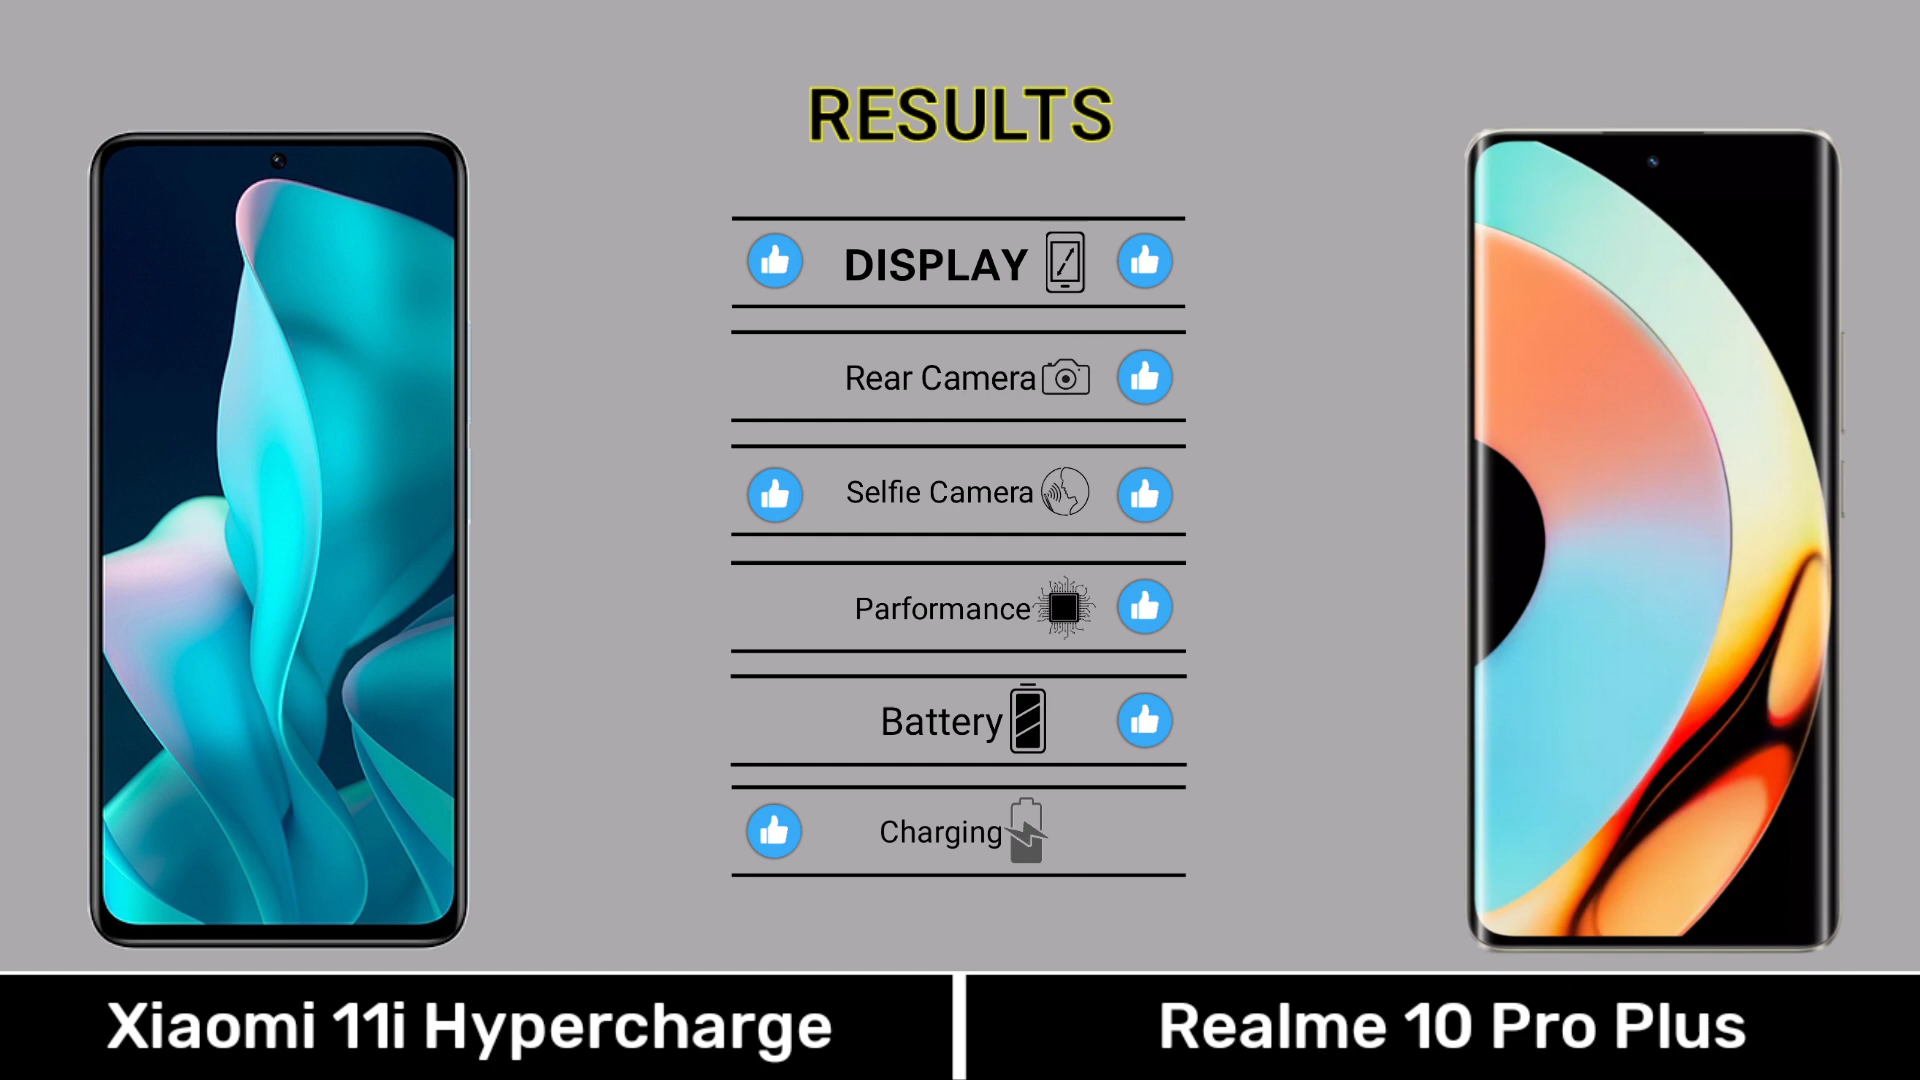 RESULTS
DISPLAY
Rear Camera
Selfie Camera
Parformance
Battery
Charging
Xiaomi 11i Hypercharge
Realme 10 Pro Plus